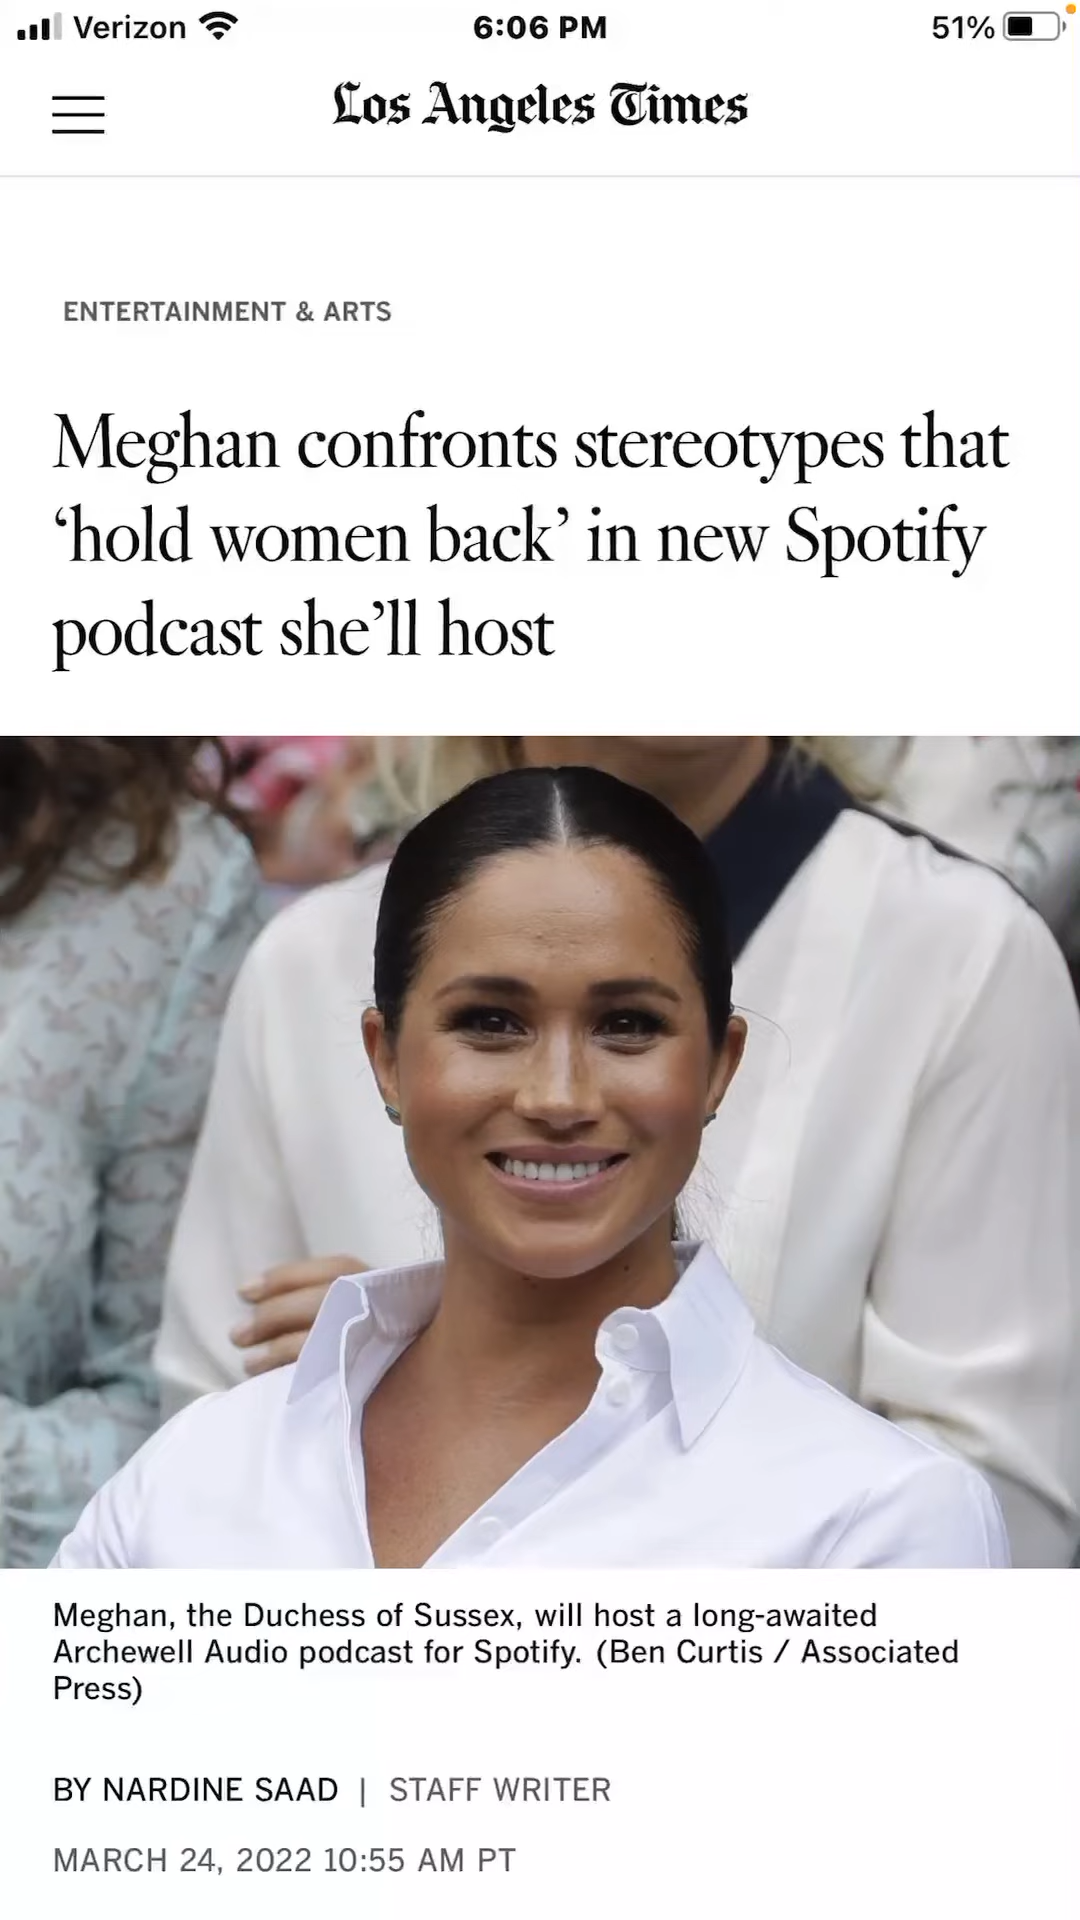 Verizon 6:06 PM 51%
Los Angeles Times
ENTERTAINMENT & ARTS
Meghan confronts stereotypes that
‘hold women back’ in new Spotify
podcast she’ll host
Meghan, the Duchess of Sussex, will host a long-awaited
Archewell Audio podcast for Spotify. (Ben Curtis / Associated
Press)
BY NARDINE SAAD | STAFF WRITER
MARCH 24, 2022 10:55 AM PT